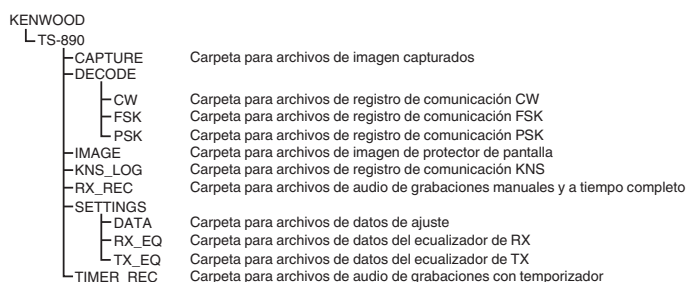 KENWOOD
TS-890
CAPTURE Carpeta para archivos de imagen capturados
DECODE
CW Carpeta para archivos de registro de comunicación CW
FSK Carpeta para archivos de registro de comunicación FSK
PSK Carpeta para archivos de registro de comunicación PSK
IMAGE Carpeta para archivos de imagen de protector de pantalla
KNS_LOG Carpeta para archivos de registro de comunicación KNS
RX_REC Carpeta para archivos de audio de grabaciones manuales y a tiempo completo
SETTINGS
DATA Carpeta para archivos de datos de ajuste
RX_EQ Carpeta para archivos de datos del ecualizador de RX
TX_EQ Carpeta para archivos de datos del ecualizador de TX
TIMER_REC Carpeta para archivos de audio de grabaciones con temporizador